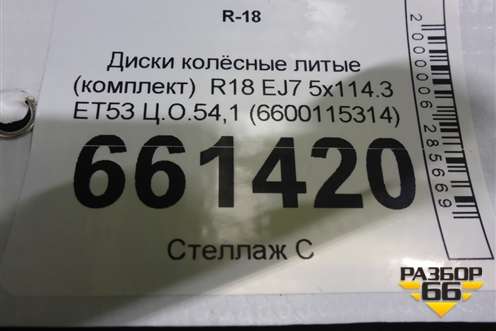 R-18
Диски колёсные литые
(комплект) R18 EJ7 5x114.3
ET53 Ц.О.54,1 (6600115314)
661420
Стеллаж С
2000006285669
РАЗБОР
66